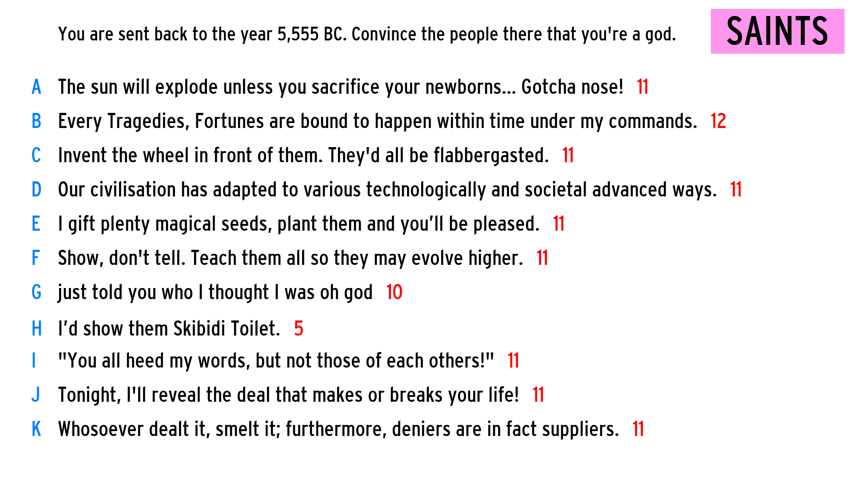 You are sent back to the year 5,555 BC. Convince the people there that you're a god.
SAINTS
A The sun will explode unless you sacrifice your newborns... Gotcha nose! 11
B Every Tragedies, Fortunes are bound to happen within time under my commands. 12
C Invent the wheel in front of them. They'd all be flabbergasted. 11
D Our civilisation has adapted to various technologically and societal advanced ways. 11
E I gift plenty magical seeds, plant them and you’ll be pleased. 11
F Show, don't tell. Teach them all so they may evolve higher. 11
G just told you who I thought I was oh god 10
H I’d show them Skibidi Toilet. 5
I "You all heed my words, but not those of each others!" 11
J Tonight, I'll reveal the deal that makes or breaks your life! 11
K Whosoever dealt it, smelt it; furthermore, deniers are in fact suppliers. 11